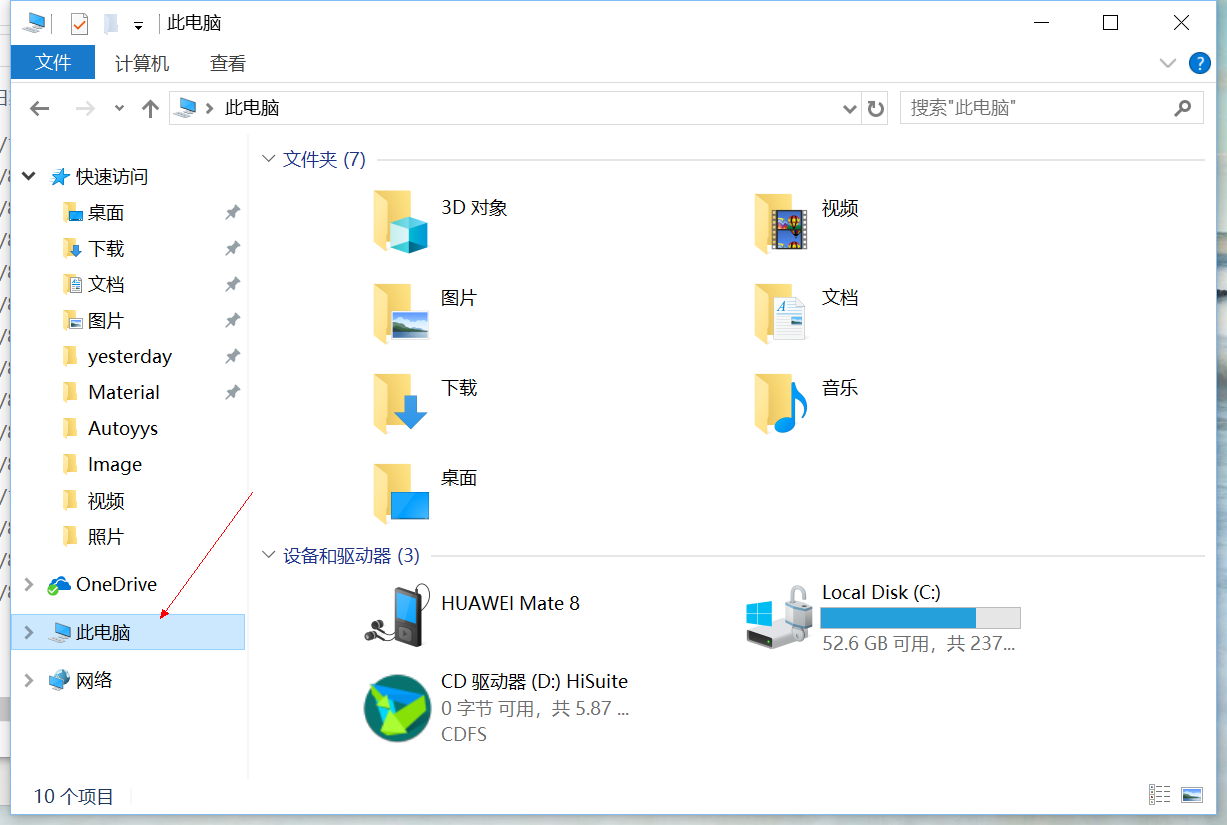 此电脑
文件 计算机 查看
此电脑
搜索"此电脑"
快速访问
桌面
下载
文档
图片
yesterday
Material
Autoyys
Image
视频
照片
OneDrive
此电脑
网络
文件夹 (7)
3D 对象
视频
图片
文档
下载
音乐
桌面
设备和驱动器 (3)
HUAWEI Mate 8
Local Disk (C:)
52.6 GB 可用，共 237...
CD 驱动器 (D:) HiSuite
0 字节 可用，共 5.87 ...
CDFS
10 个项目